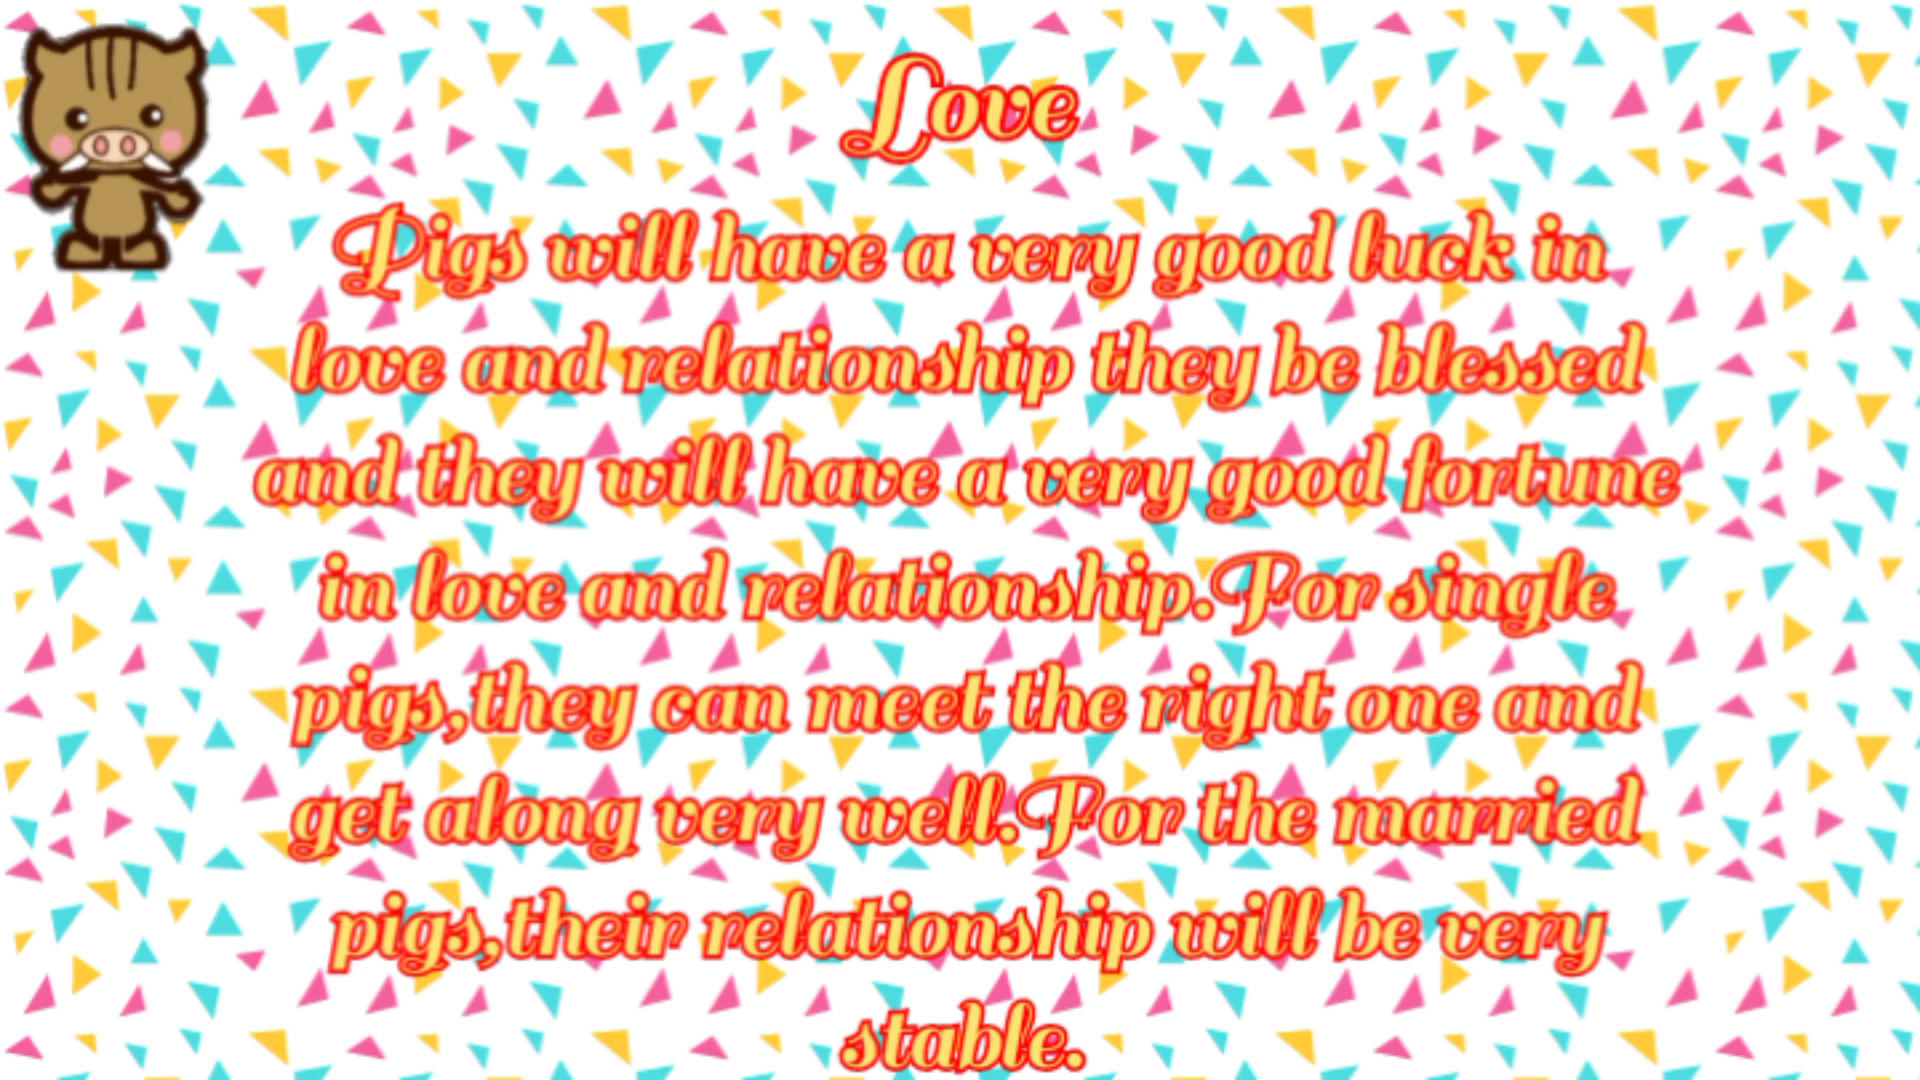 Love
Pigs will have a very good luck in
love and relationship they be blessed
and they will have a very good fortune
in love and relationship.For single
pigs,they can meet the right one and
get along very well.For the married
pigs,their relationship will be very
stable.